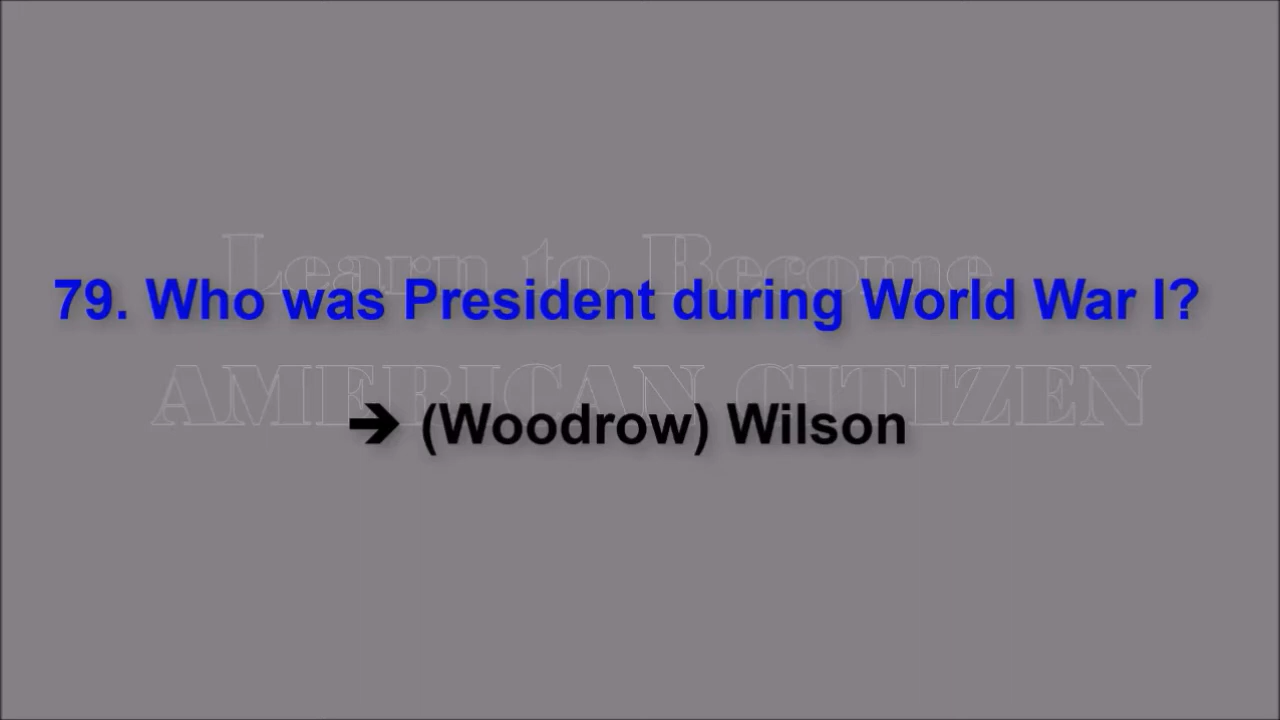 Learn to Become
79. Who was President during World War I?
AMERICAN CITIZEN
➔ (Woodrow) Wilson